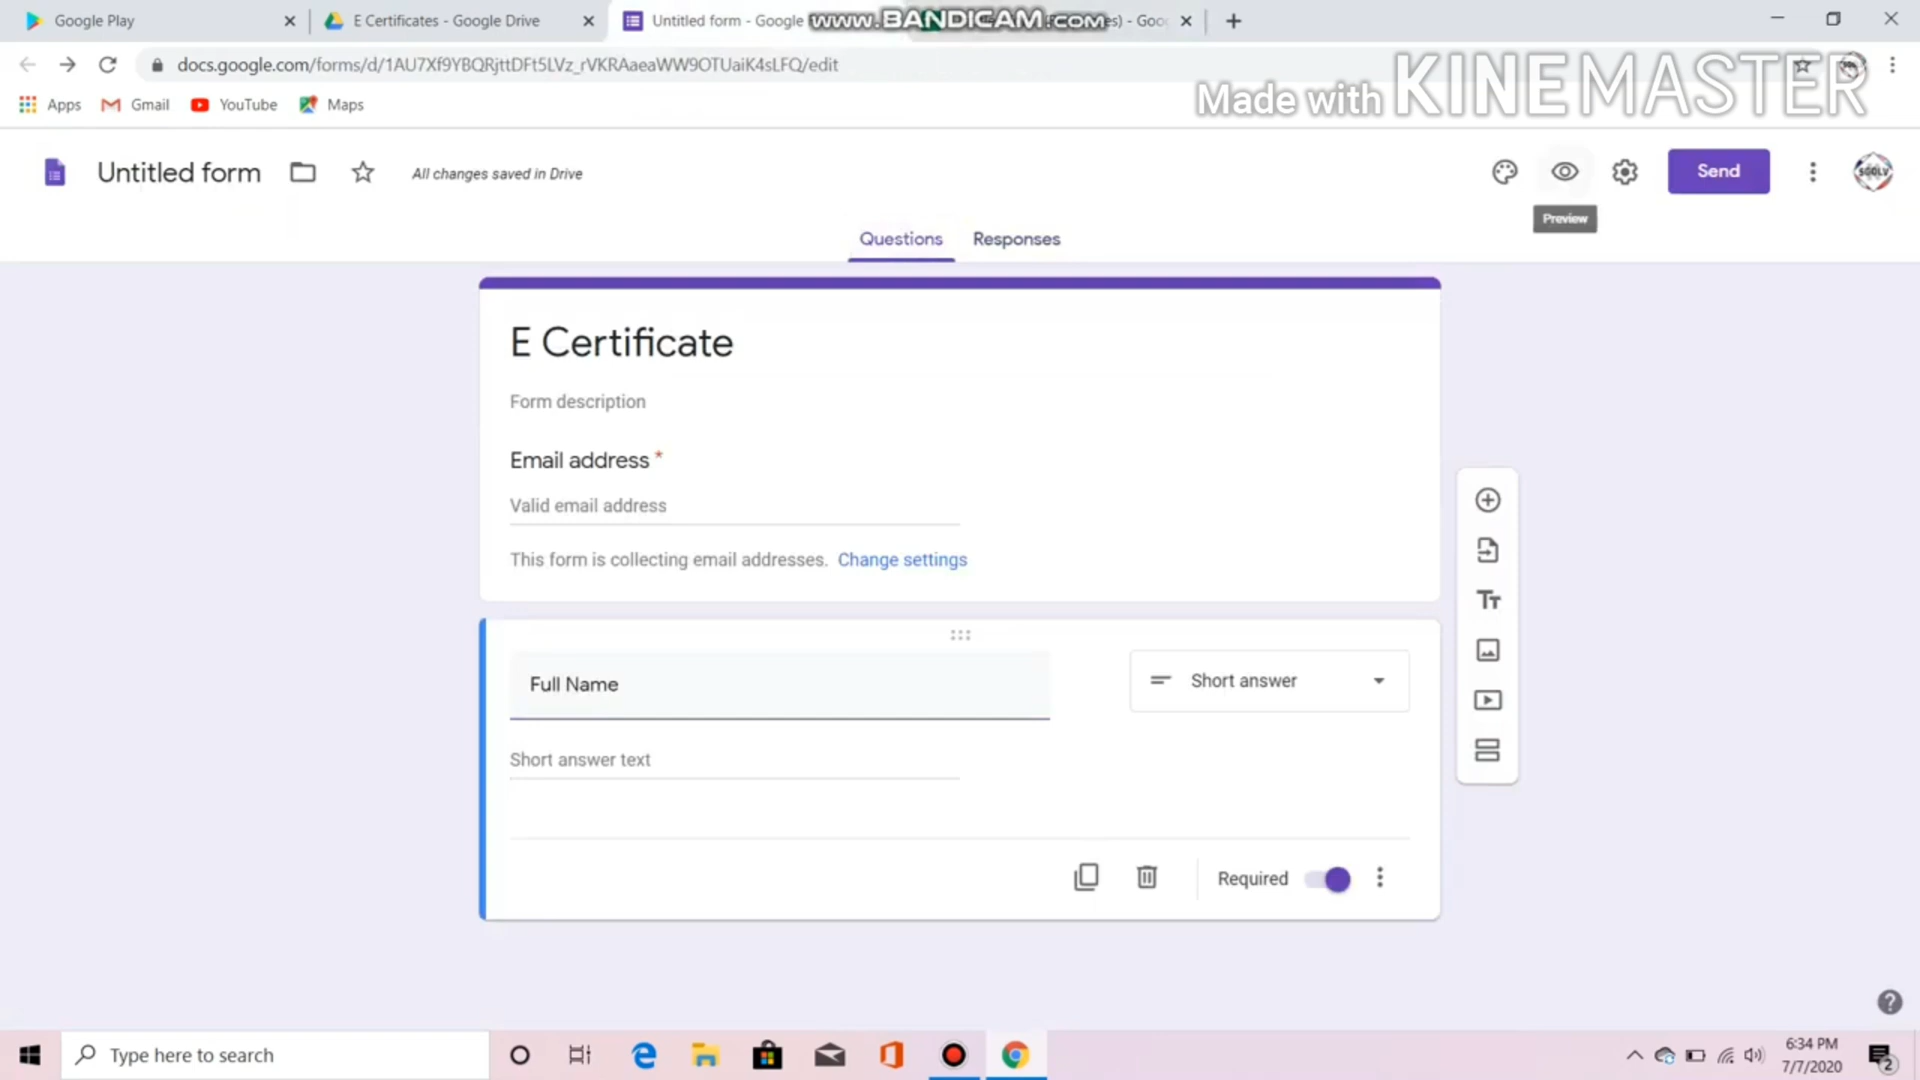 Google Play
E Certificates - Google Drive
Untitled form - Google
www.BANDICAM.com
docs.google.com/forms/d/1AU7Xf9YBQRjttDFt5LVz_rVKRAaeaWW9OTUaiK4sLFQ/edit
Made with KINEMASTER
Apps
Gmail
YouTube
Maps
Untitled form
All changes saved in Drive
Send
Preview
Questions
Responses
E Certificate
Form description
Email address *
Valid email address
This form is collecting email addresses. Change settings
Full Name
Short answer
Short answer text
Required
Type here to search
6:34 PM
7/7/2020
2